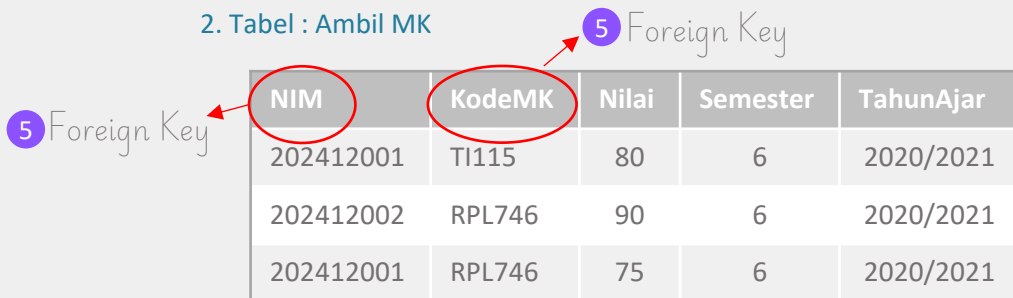 2. Tabel : Ambil MK
5 Foreign Key
5 Foreign Key
NIM KodeMK Nilai Semester TahunAjar
202412001 TI115 80 6 2020/2021
202412002 RPL746 90 6 2020/2021
202412001 RPL746 75 6 2020/2021